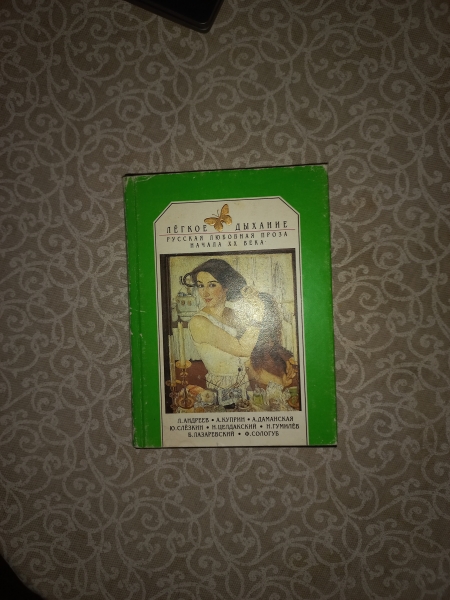 ЛЁГКОЕ ДЫХАНИЕ
РУССКАЯ ЛЮБОВНАЯ ПРОЗА
НАЧАЛА XX ВЕКА
Л.АНДРЕЕВ • А.КУПРИН • А.ДАМАНСКАЯ
Ю.СЛЁЗКИН • М.ЦЕЛДАКСКИЙ • Н.ГУМИЛЁВ
Б.ЛАЗАРЕВСКИЙ • Ф.СОЛОГУБ